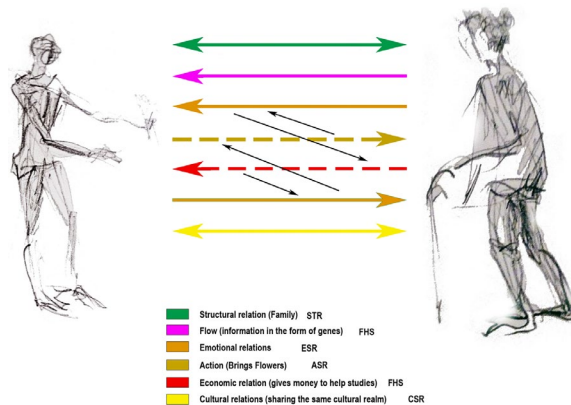 Structural relation (Family) STR
Flow (information in the form of genes) FHS
Emotional relations ESR
Action (Brings Flowers) ASR
Economic relation (gives money to help studies) FHS
Cultural relations (sharing the same cultural realm) CSR